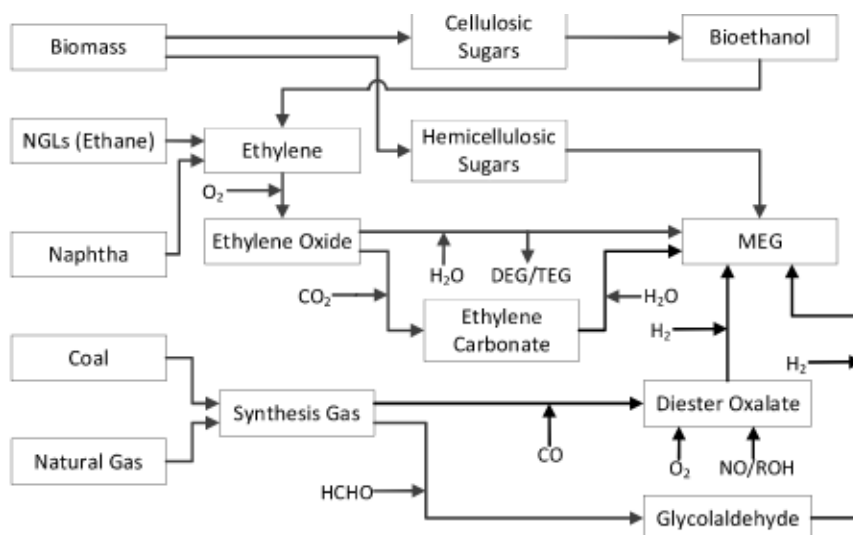 Biomass
Cellulosic
Sugars
Bioethanol
NGLs (Ethane)
Ethylene
Hemicellulosic
Sugars
O₂
Naphtha
Ethylene Oxide
MEG
H₂O
DEG/TEG
CO₂
H₂O
Ethylene
Carbonate
H₂
Coal
H₂
Synthesis Gas
Diester Oxalate
Natural Gas
CO
O₂
NO/ROH
HCHO
Glycolaldehyde